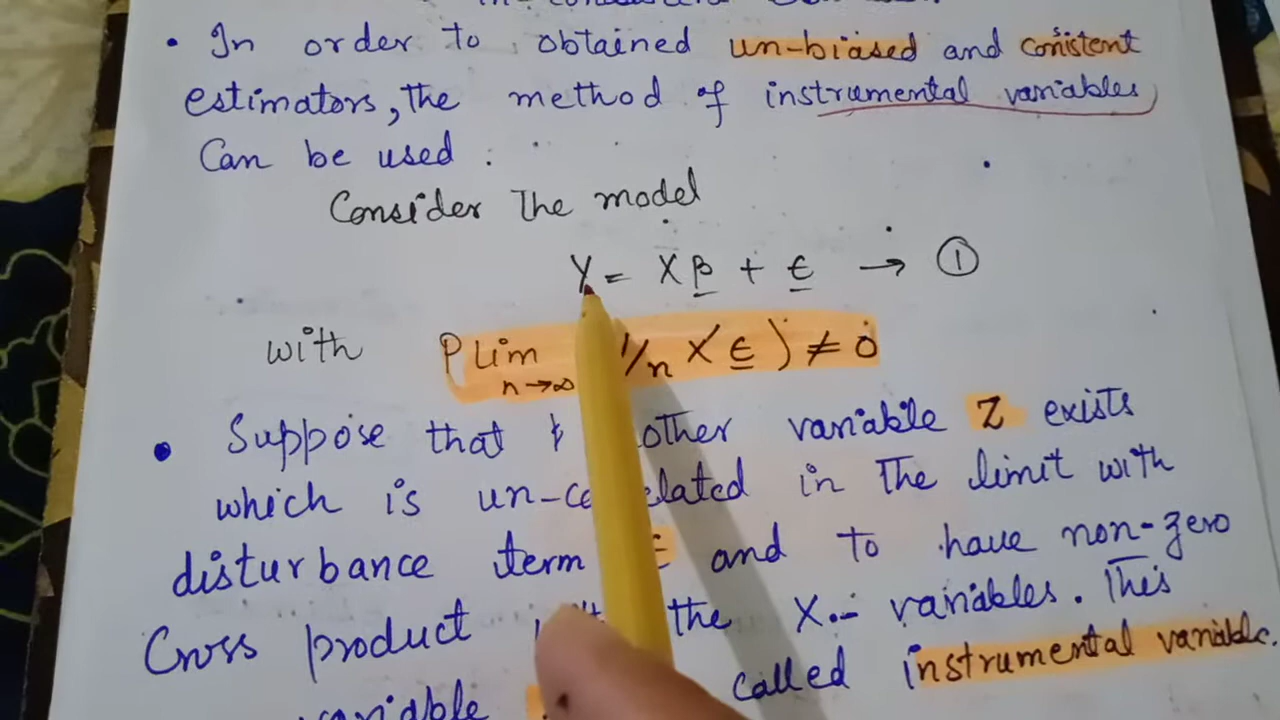 • In order to obtained un-biased and consistent
estimators, the method of instrumental variables
Can be used :
Consider The model
Y = Xβ + ε → ①
with Plim 1/n X'ε ) ≠ 0
n→∞
• Suppose that other variable Z exists
which is un- in The limit with
disturbance term and to have non-zero
Cross product the X - variables. This
variable called instrumental variable.